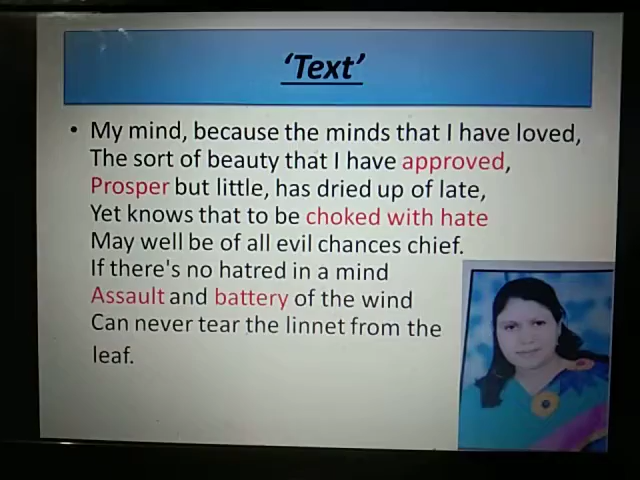 ‘Text’
• My mind, because the minds that I have loved,
The sort of beauty that I have approved,
Prosper but little, has dried up of late,
Yet knows that to be choked with hate
May well be of all evil chances chief.
If there's no hatred in a mind
Assault and battery of the wind
Can never tear the linnet from the
leaf.